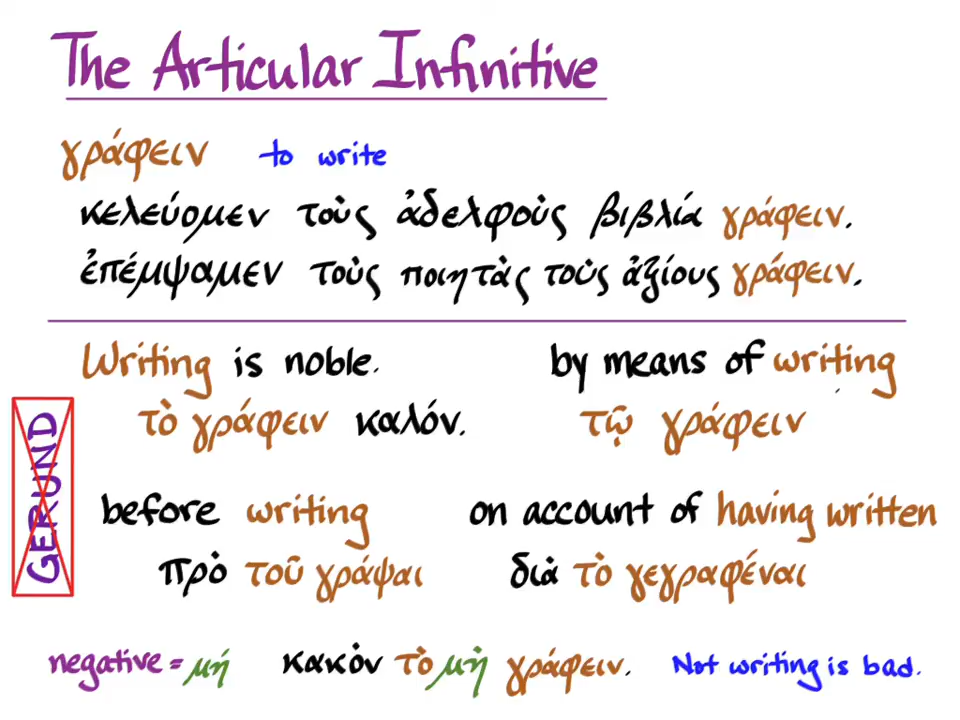 The Articular Infinitive
γράφειν to write
κελεύομεν τοὺς ἀδελφοὺς βιβλία γράφειν.
ἐπέμψαμεν τοὺς ποιητὰς τοὺς ἀξίους γράφειν.
Writing is noble. by means of writing
τὸ γράφειν καλόν. τῷ γράφειν
GERUND
before writing on account of having written
πρὸ τοῦ γράψαι διὰ τὸ γεγραφέναι
negative = μή κακὸν τὸ μὴ γράφειν. Not writing is bad.